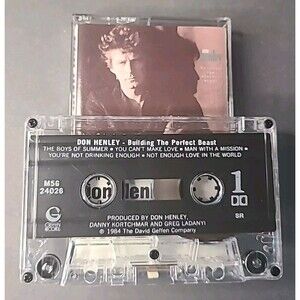 DON HENLEY - Building The Perfect Beast
THE BOYS OF SUMMER • YOU CAN'T MAKE LOVE • MAN WITH A MISSION •
YOU'RE NOT DRINKING ENOUGH • NOT ENOUGH LOVE IN THE WORLD
M5G
24026
on
len
1
SR
PRODUCED BY DON HENLEY,
DANNY KORTCHMAR AND GREG LADANYI
℗ 1984 The David Geffen Company